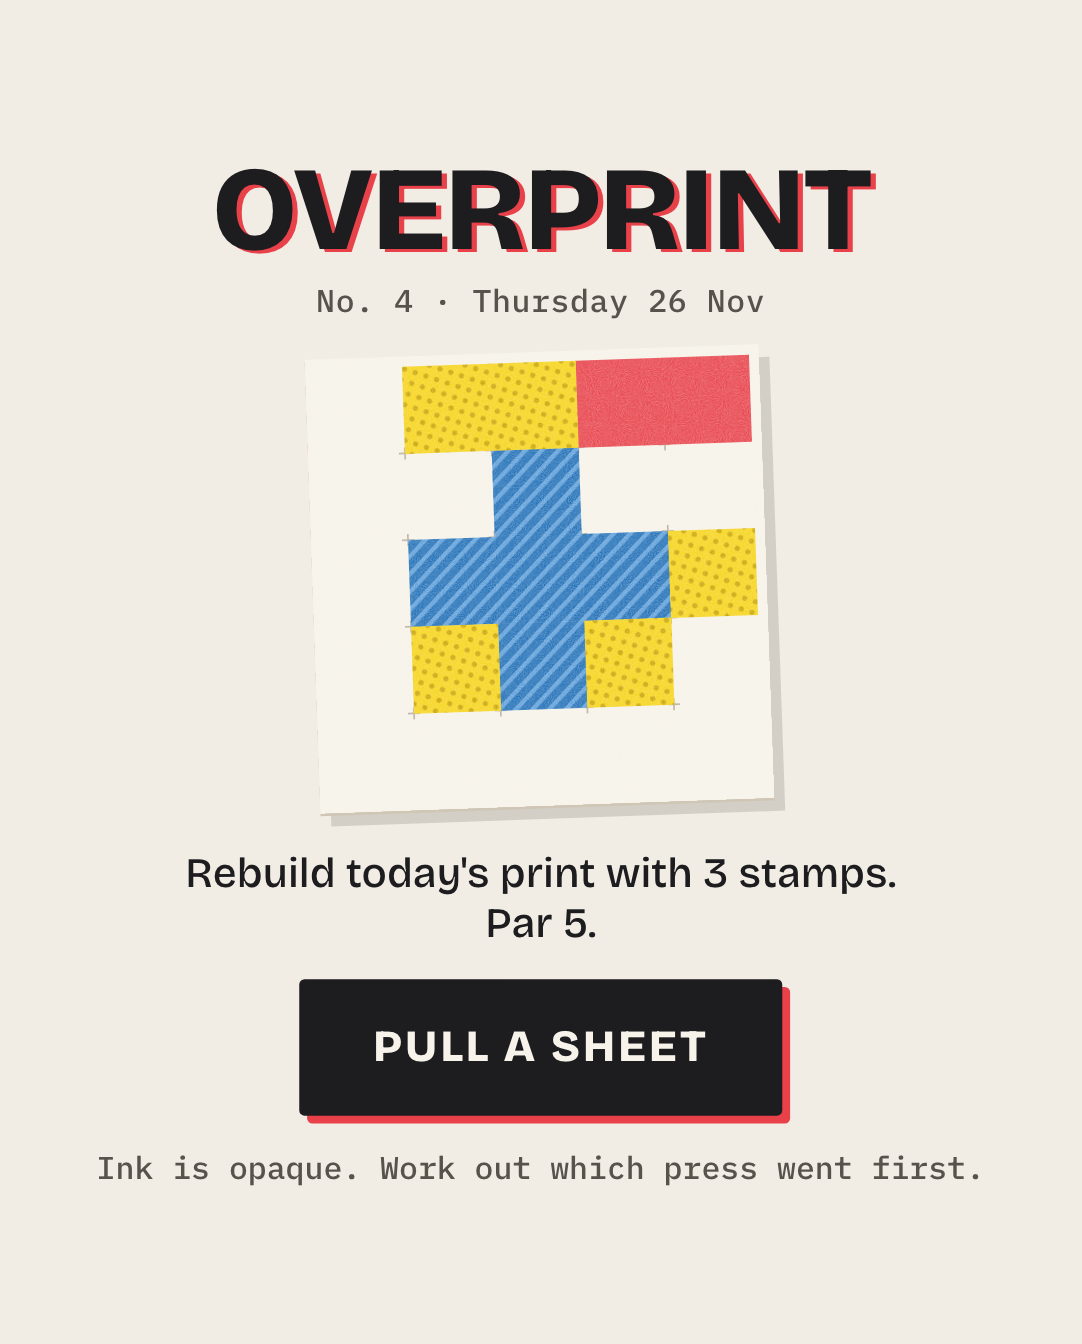 OVERPRINT
No. 4 · Thursday 26 Nov
Rebuild today's print with 3 stamps.
Par 5.
PULL A SHEET
Ink is opaque. Work out which press went first.